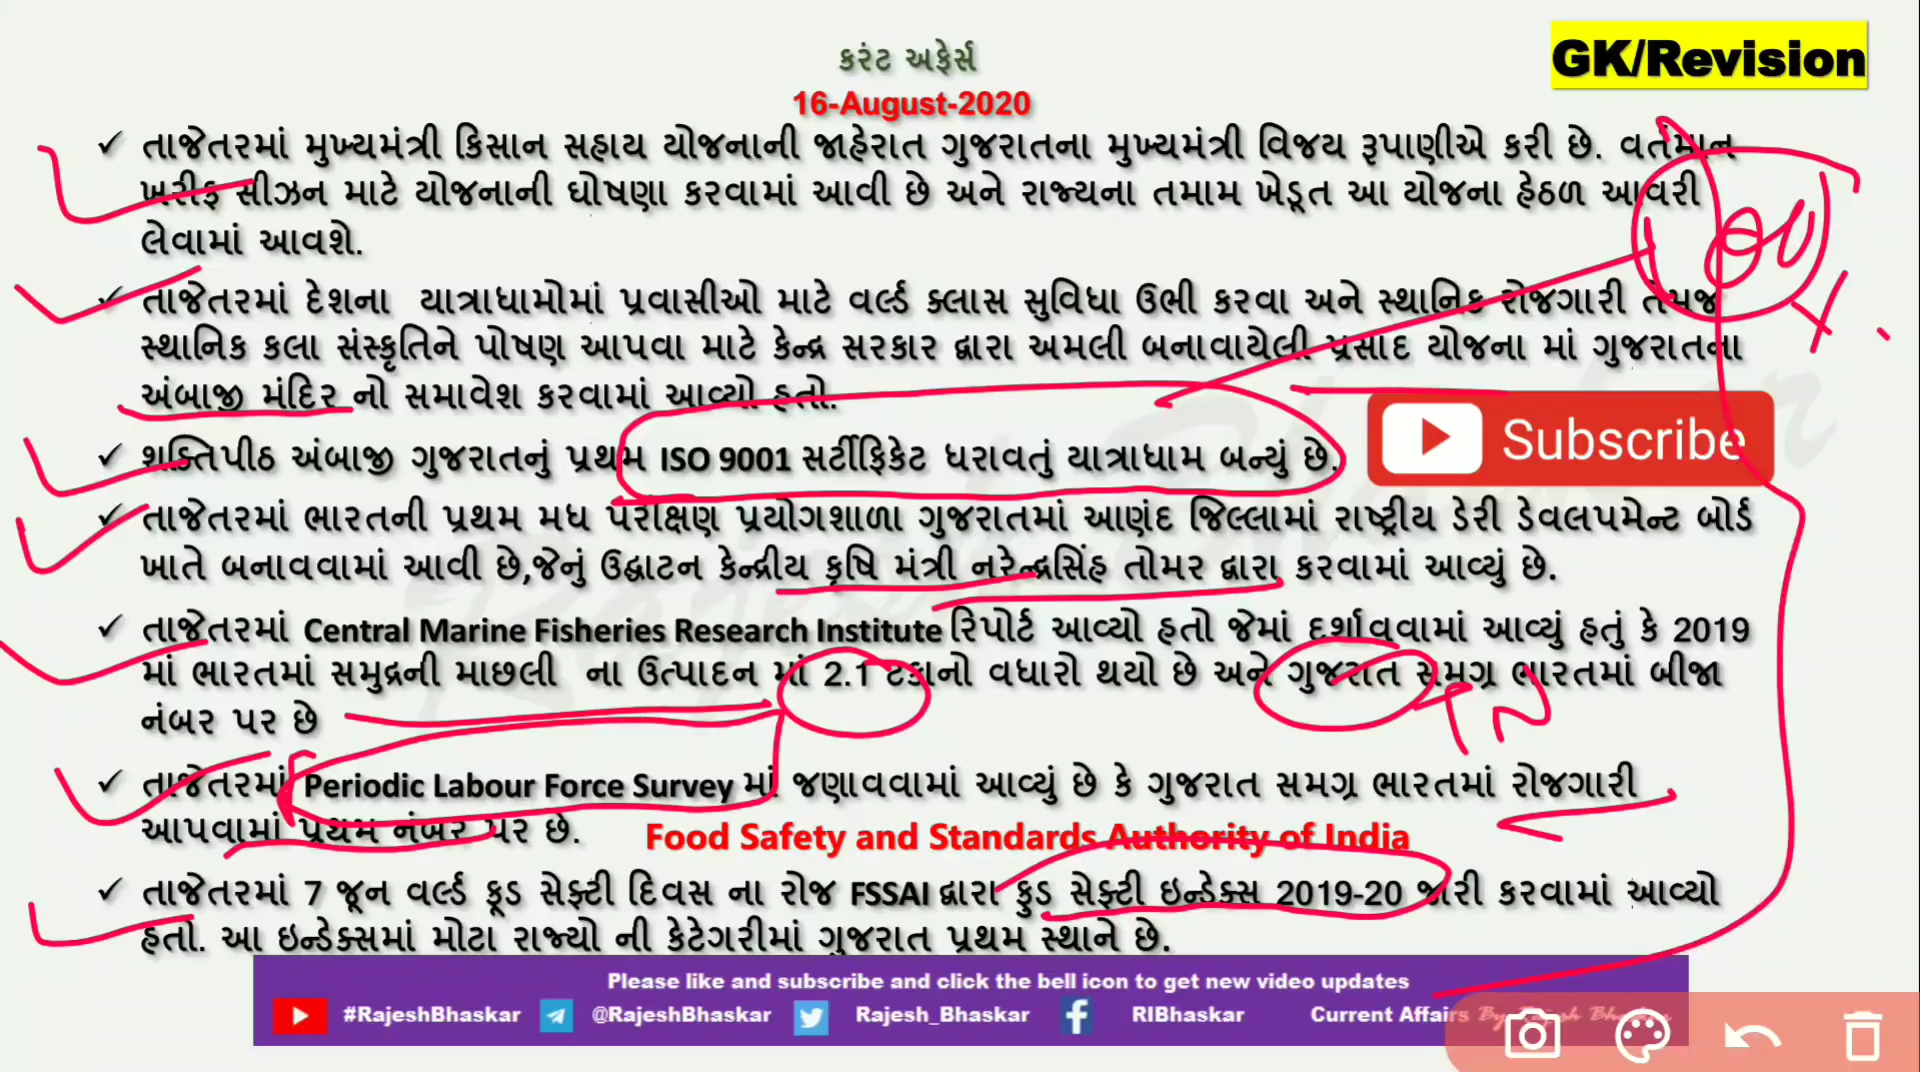 કરંટ અફેર્સ
GK/Revision
16-August-2020
✓ તાજેતરમાં મુખ્યમંત્રી કિસાન સહાય યોજનાની જાહેરાત ગુજરાતના મુખ્યમંત્રી વિજય રૂપાણીએ કરી છે. વર્તમાન
ખરીફ સીઝન માટે યોજનાની ઘોષણા કરવામાં આવી છે અને રાજ્યના તમામ ખેડૂત આ યોજના હેઠળ આવરી
લેવામાં આવશે.
✓ તાજેતરમાં દેશના યાત્રાધામોમાં પ્રવાસીઓ માટે વર્લ્ડ ક્લાસ સુવિધા ઉભી કરવા અને સ્થાનિક રોજગારી તેમજ
સ્થાનિક કલા સંસ્કૃતિને પોષણ આપવા માટે કેન્દ્ર સરકાર દ્વારા અમલી બનાવાયેલી પ્રસાદ યોજના માં ગુજરાતના
અંબાજી મંદિર નો સમાવેશ કરવામાં આવ્યો હતો.
✓ શક્તિપીઠ અંબાજી ગુજરાતનું પ્રથમ ISO 9001 સર્ટીફિકેટ ધરાવતું યાત્રાધામ બન્યું છે.
Subscribe
✓ તાજેતરમાં ભારતની પ્રથમ મધ પરીક્ષણ પ્રયોગશાળા ગુજરાતમાં આણંદ જિલ્લામાં રાષ્ટ્રીય ડેરી ડેવલપમેન્ટ બોર્ડ
ખાતે બનાવવામાં આવી છે,જેનું ઉદ્ઘાટન કેન્દ્રીય કૃષિ મંત્રી નરેન્દ્રસિંહ તોમર દ્વારા કરવામાં આવ્યું છે.
✓ તાજેતરમાં Central Marine Fisheries Research Institute રિપોર્ટ આવ્યો હતો જેમાં દર્શાવવામાં આવ્યું હતું કે 2019
માં ભારતમાં સમુદ્રની માછલી ના ઉત્પાદન માં 2.1 ટકાનો વધારો થયો છે અને ગુજરાત સમગ્ર ભારતમાં બીજા
નંબર પર છે
TN
✓ તાજેતરમાં Periodic Labour Force Survey માં જણાવવામાં આવ્યું છે કે ગુજરાત સમગ્ર ભારતમાં રોજગારી
આપવામાં પ્રથમ નંબર પર છે.
Food Safety and Standards Authority of India
✓ તાજેતરમાં 7 જૂન વર્લ્ડ ફૂડ સેફ્ટી દિવસ ના રોજ FSSAI દ્વારા ફુડ સેફ્ટી ઇન્ડેક્સ 2019-20 જારી કરવામાં આવ્યો
હતો. આ ઇન્ડેક્સમાં મોટા રાજ્યો ની કેટેગરીમાં ગુજરાત પ્રથમ સ્થાને છે.
Please like and subscribe and click the bell icon to get new video updates
#RajeshBhaskar @RajeshBhaskar Rajesh_Bhaskar RIBhaskar Current Affairs By Rajesh Bhaskar